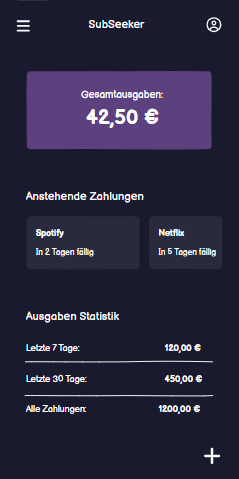 SubSeeker
Gesamtausgaben:
42,50 €
Anstehende Zahlungen
Spotify
In 2 Tagen fällig
Netflix
In 5 Tagen fällig
Ausgaben Statistik
Letzte 7 Tage: 120,00 €
Letzte 30 Tage: 450,00 €
Alle Zahlungen: 1200,00 €